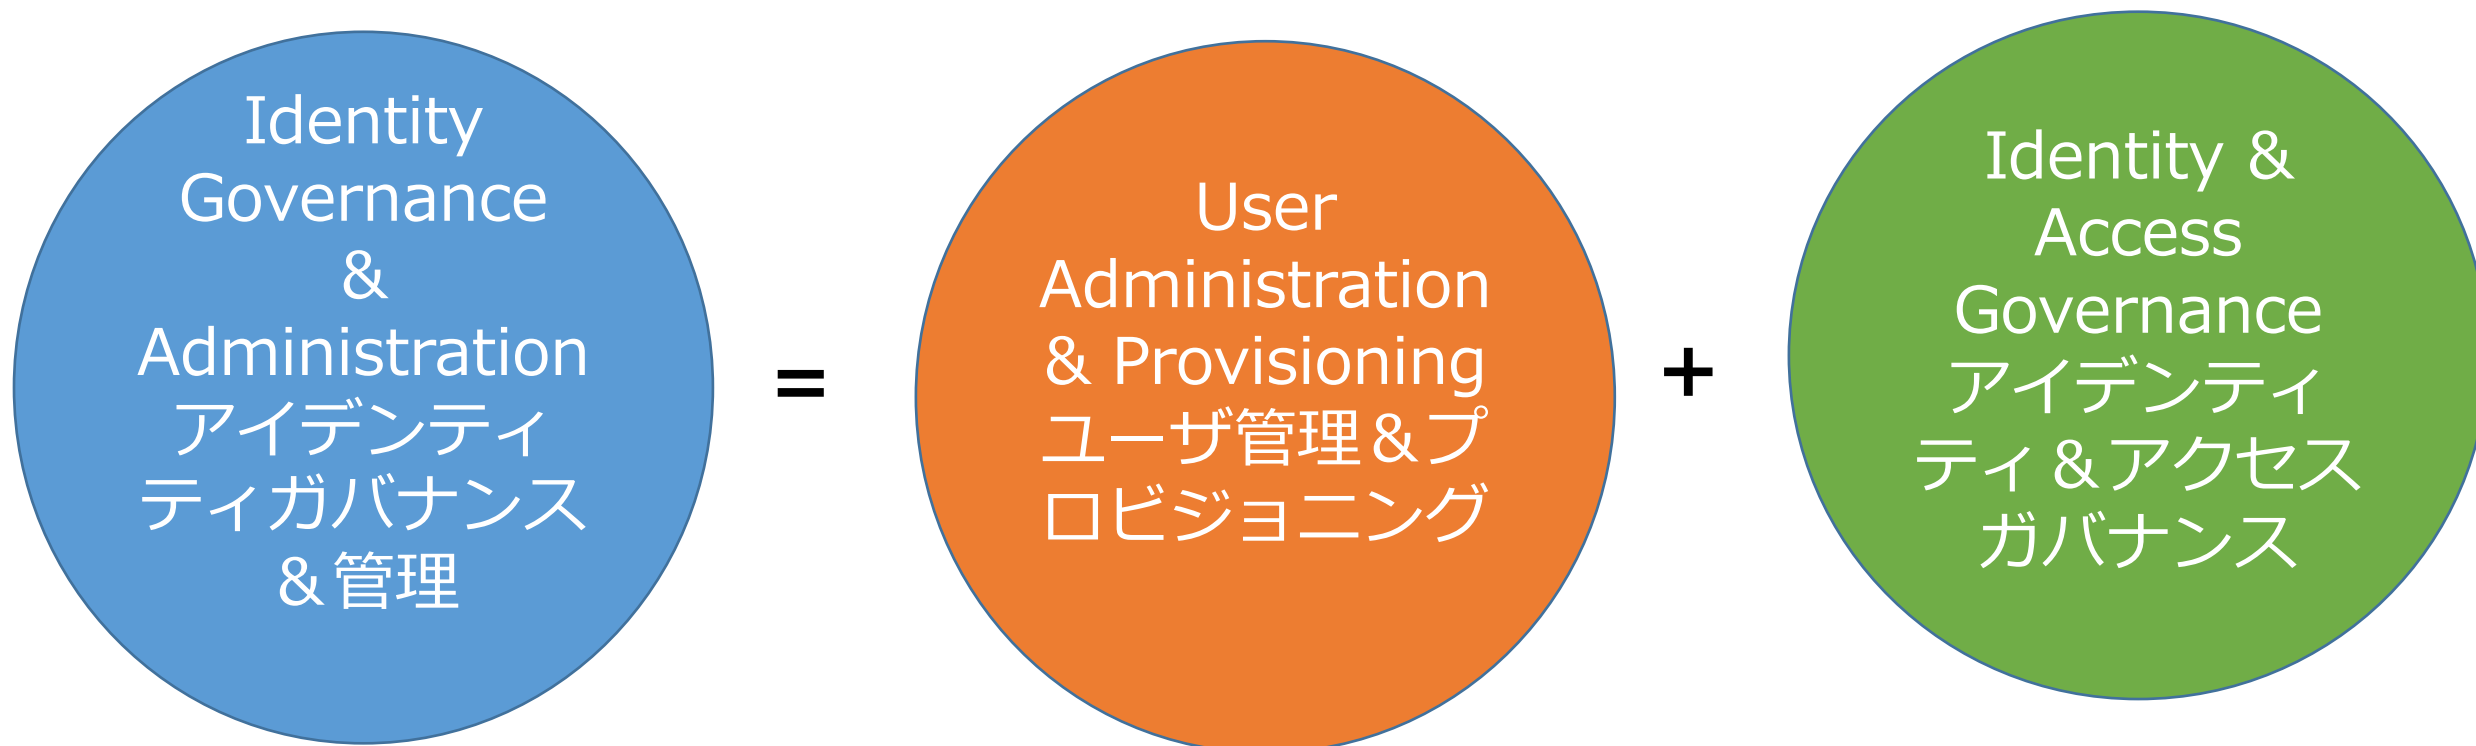 Identity
Governance
&
Administration
アイデンティ
ティガバナンス
＆管理
=
User
Administration
& Provisioning
ユーザ管理＆プ
ロビジョニング
+
Identity &
Access
Governance
アイデンティ
ティ＆アクセス
ガバナンス